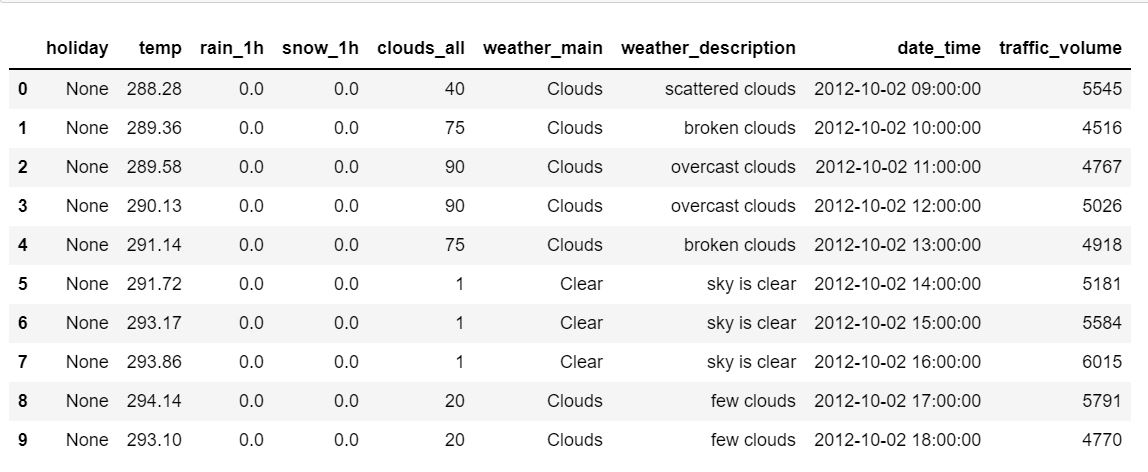 holiday temp rain_1h snow_1h clouds_all weather_main weather_description date_time traffic_volume
0 None 288.28 0.0 0.0 40 Clouds scattered clouds 2012-10-02 09:00:00 5545
1 None 289.36 0.0 0.0 75 Clouds broken clouds 2012-10-02 10:00:00 4516
2 None 289.58 0.0 0.0 90 Clouds overcast clouds 2012-10-02 11:00:00 4767
3 None 290.13 0.0 0.0 90 Clouds overcast clouds 2012-10-02 12:00:00 5026
4 None 291.14 0.0 0.0 75 Clouds broken clouds 2012-10-02 13:00:00 4918
5 None 291.72 0.0 0.0 1 Clear sky is clear 2012-10-02 14:00:00 5181
6 None 293.17 0.0 0.0 1 Clear sky is clear 2012-10-02 15:00:00 5584
7 None 293.86 0.0 0.0 1 Clear sky is clear 2012-10-02 16:00:00 6015
8 None 294.14 0.0 0.0 20 Clouds few clouds 2012-10-02 17:00:00 5791
9 None 293.10 0.0 0.0 20 Clouds few clouds 2012-10-02 18:00:00 4770